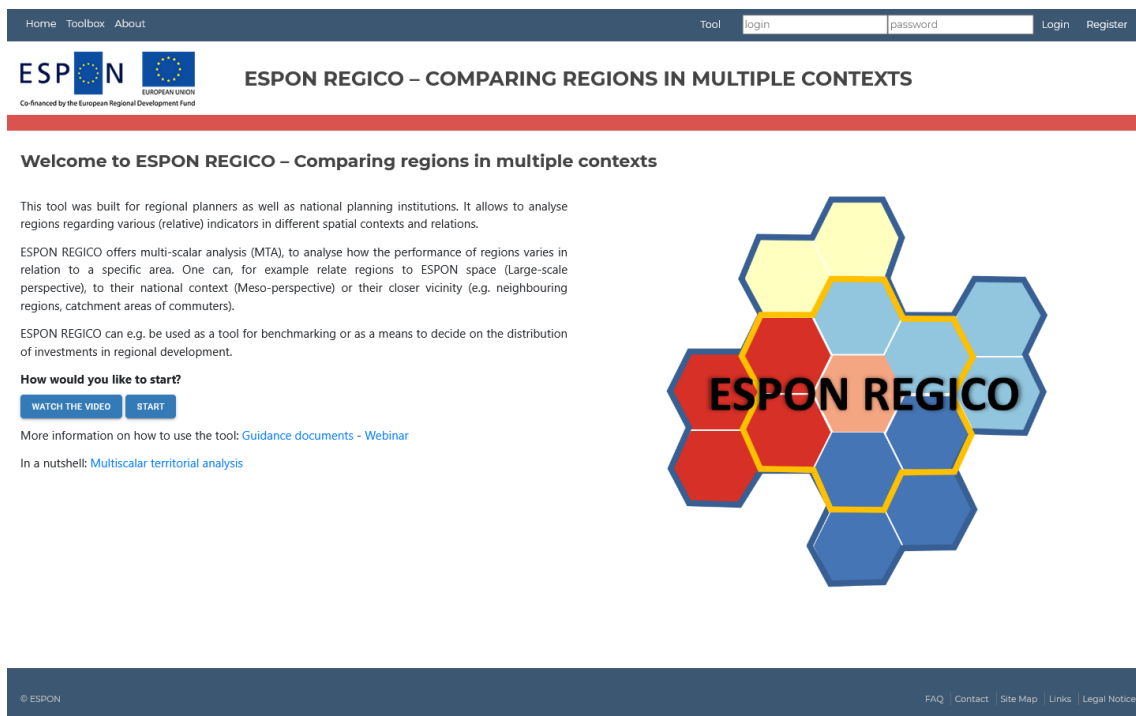 Home Toolbox About Tool login password Login Register
ESPON
EUROPEAN UNION
Co-financed by the European Regional Development Fund
ESPON REGICO – COMPARING REGIONS IN MULTIPLE CONTEXTS
Welcome to ESPON REGICO – Comparing regions in multiple contexts
This tool was built for regional planners as well as national planning institutions. It allows to analyse
regions regarding various (relative) indicators in different spatial contexts and relations.
ESPON REGICO offers multi-scalar analysis (MTA), to analyse how the performance of regions varies in
relation to a specific area. One can, for example relate regions to ESPON space (Large-scale
perspective), to their national context (Meso-perspective) or their closer vicinity (e.g. neighbouring
regions, catchment areas of commuters).
ESPON REGICO can e.g. be used as a tool for benchmarking or as a means to decide on the distribution
of investments in regional development.
How would you like to start?
WATCH THE VIDEO START
More information on how to use the tool: Guidance documents - Webinar
In a nutshell: Multiscalar territorial analysis
ESPON REGICO
© ESPON FAQ Contact Site Map Links Legal Notice